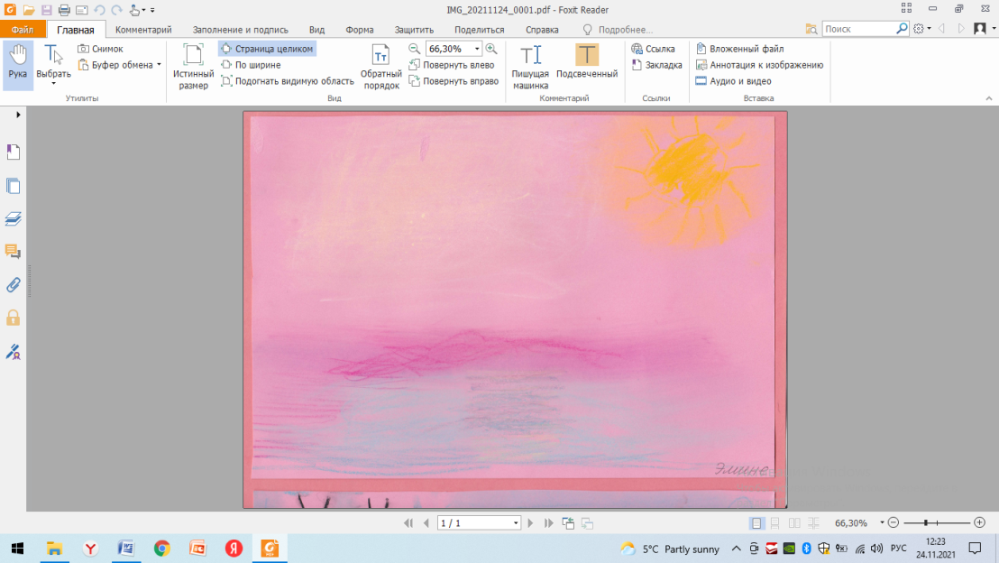 IMG_20211124_0001.pdf - Foxit Reader
Файл Главная Комментарий Заполнение и подпись Вид Форма Защитить Поделиться Справка Подробнее... Поиск
Рука
Выбрать
Снимок
Буфер обмена
Утилиты
Истинный размер
Страница целиком
По ширине
Подогнать видимую область
Обратный порядок
66,30%
Повернуть влево
Повернуть вправо
Вид
Пишущая машинка
Подсвеченный
Комментарий
Ссылка
Закладка
Ссылки
Вложенный файл
Аннотация к изображению
Аудио и видео
Вставка
Эмине
1 / 1
66,30%
5°C Partly sunny
РУС
12:23
24.11.2021